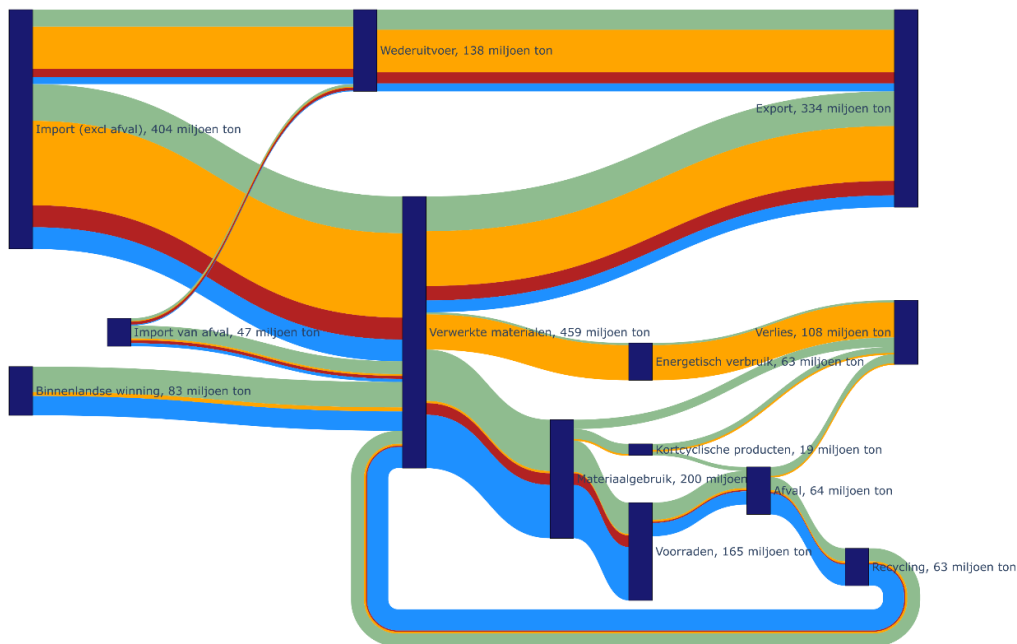 Wederuitvoer, 138 miljoen ton
Export, 334 miljoen ton
Import (excl afval), 404 miljoen ton
Import van afval, 47 miljoen ton
Verwerkte materialen, 459 miljoen ton
Verlies, 108 miljoen ton
Energetisch verbruik, 63 miljoen ton
Binnenlandse winning, 83 miljoen ton
Kortcyclische producten, 19 miljoen ton
Materiaalgebruik, 200 miljoen
Afval, 64 miljoen ton
Voorraden, 165 miljoen ton
Recycling, 63 miljoen ton